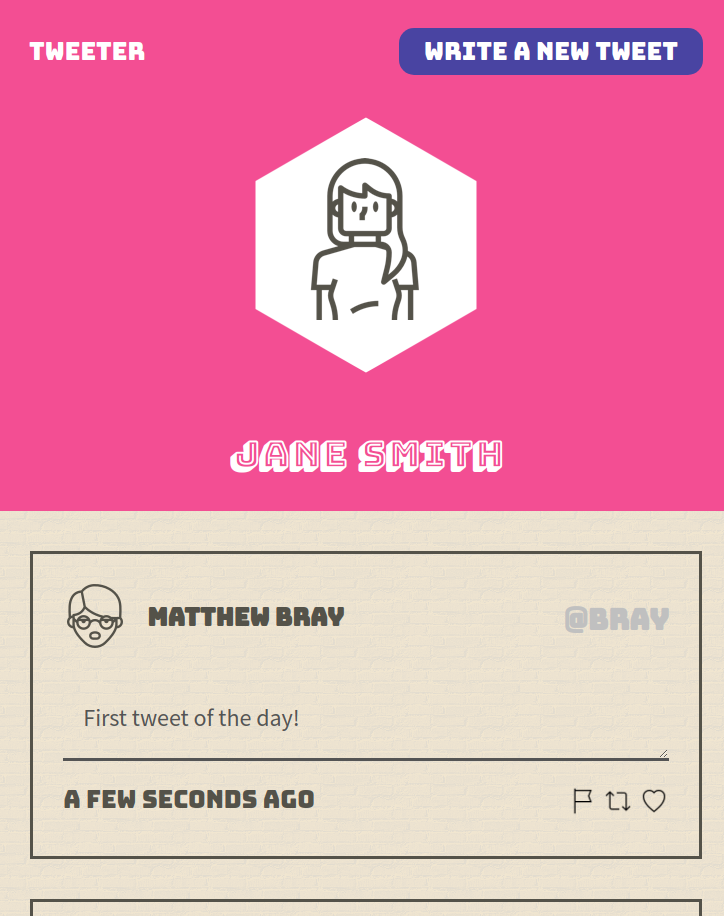 TWEETER
WRITE A NEW TWEET
JANE SMITH
MATTHEW BRAY
@BRAY
First tweet of the day!
A FEW SECONDS AGO